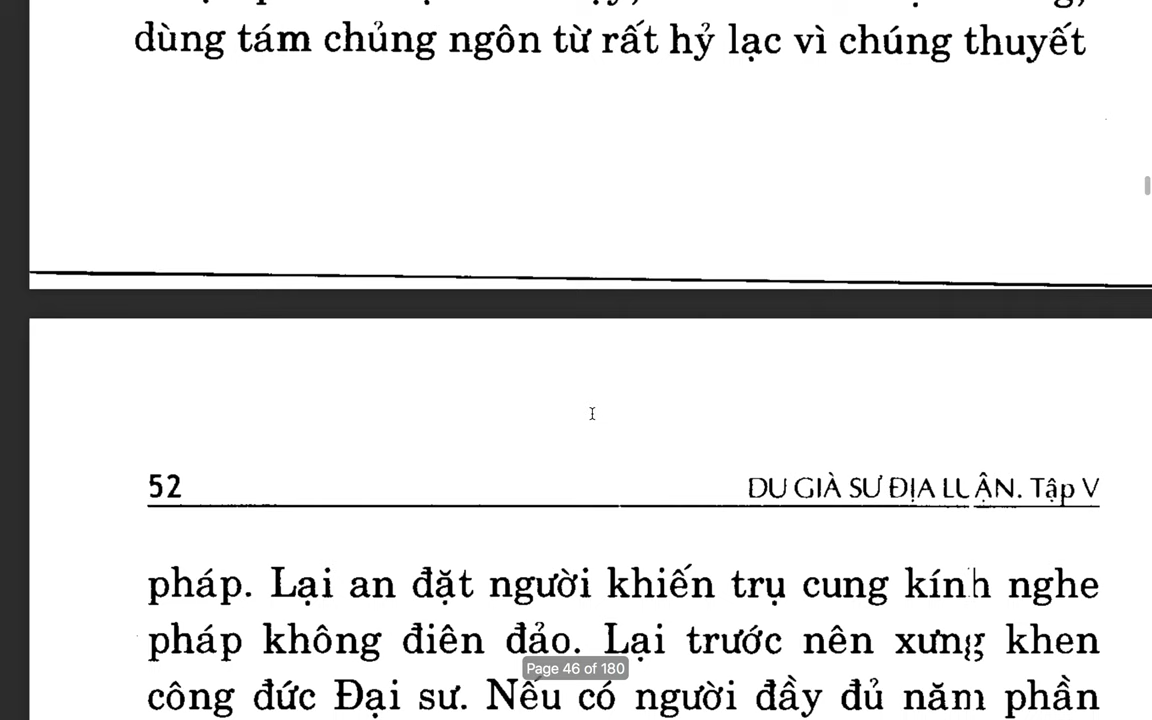 dùng tám chủng ngôn từ rất hỷ lạc vì chúng thuyết
52
DU GIÀ SƯ ĐỊA LUẬN. Tập V
pháp. Lại an đặt người khiến trụ cung kính nghe
pháp không điên đảo. Lại trước nên xưng khen
Page 46 of 180
công đức Đại sư. Nếu có người đầy đủ năm phần